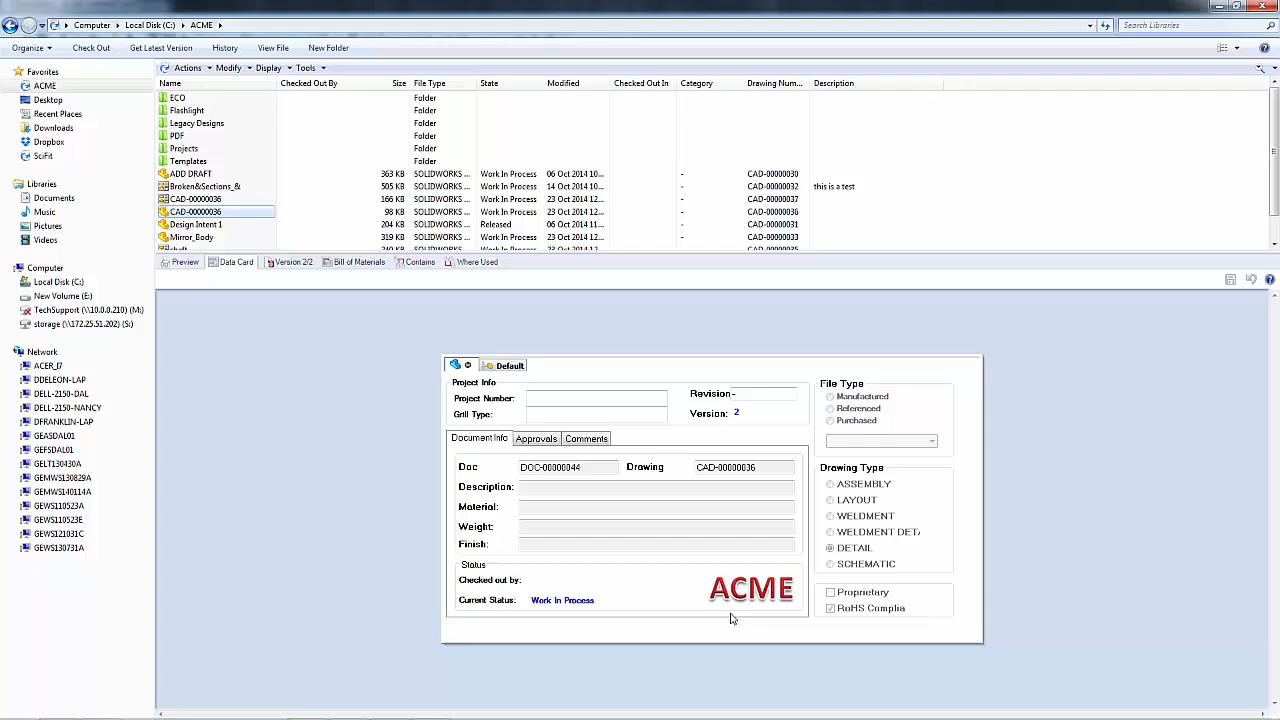 Computer Local Disk (C:) ACME
Search Libraries
Organize Check Out Get Latest Version History View File New Folder
Favorites
ACME
Desktop
Recent Places
Downloads
Dropbox
SciFit
Libraries
Documents
Music
Pictures
Videos
Computer
Local Disk (C:)
New Volume (E:)
TechSupport (\\10.0.0.210) (M:)
storage (\\172.25.51.202) (S:)
Network
ACER_I7
DDELEON-LAP
DELL-2150-DAL
DELL-2150-NANCY
DFRANKLIN-LAP
GEASDAL01
GEFSDAL01
GELT130430A
GEMWS130829A
GEMWS140114A
GEWS110523A
GEWS110523E
GEWS121031C
GEWS130731A
Actions Modify Display Tools
Name Checked Out By Size File Type State Modified Checked Out In Category Drawing Num... Description
ECO Folder
Flashlight Folder
Legacy Designs Folder
PDF Folder
Projects Folder
Templates Folder
ADD DRAFT 363 KB SOLIDWORKS ... Work In Process 06 Oct 2014 10... - CAD-00000030
Broken&Sections_& 505 KB SOLIDWORKS ... Work In Process 14 Oct 2014 10... - CAD-00000032 this is a test
CAD-00000036 166 KB SOLIDWORKS ... Work In Process 23 Oct 2014 12... - CAD-00000037
CAD-00000036 98 KB SOLIDWORKS ... Work In Process 23 Oct 2014 12... - CAD-00000036
Design Intent 1 204 KB SOLIDWORKS ... Released 06 Oct 2014 11... - CAD-00000031
Mirror_Body 319 KB SOLIDWORKS ... Work In Process 23 Oct 2014 12... - CAD-00000033
Preview Data Card Version 2/2 Bill of Materials Contains Where Used
@ Default
Project Info
Project Number:
Grill Type:
Revision -
Version: 2
Document Info Approvals Comments
Doc DOC-00000044 Drawing CAD-00000036
Description:
Material:
Weight:
Finish:
Status
Checked out by:
Current Status: Work In Process
ACME
File Type
Manufactured
Referenced
Purchased
Drawing Type
ASSEMBLY
LAYOUT
WELDMENT
WELDMENT DET
DETAIL
SCHEMATIC
Proprietary
RoHS Complia